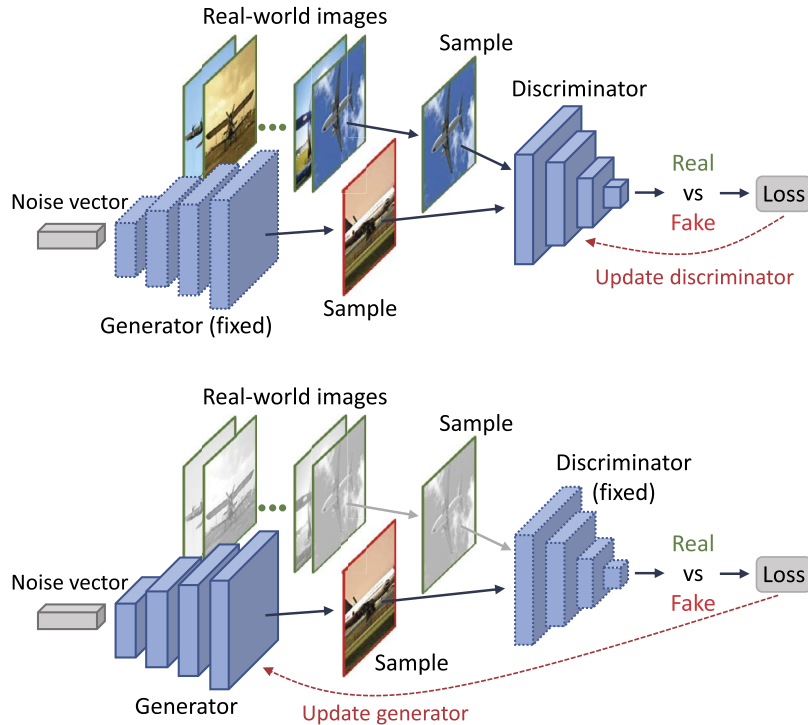 Real-world images
Sample
Discriminator
Noise vector
Real
vs
Fake
Loss
Update discriminator
Sample
Generator (fixed)
Real-world images
Sample
Discriminator
(fixed)
Noise vector
Real
vs
Fake
Loss
Sample
Generator
Update generator